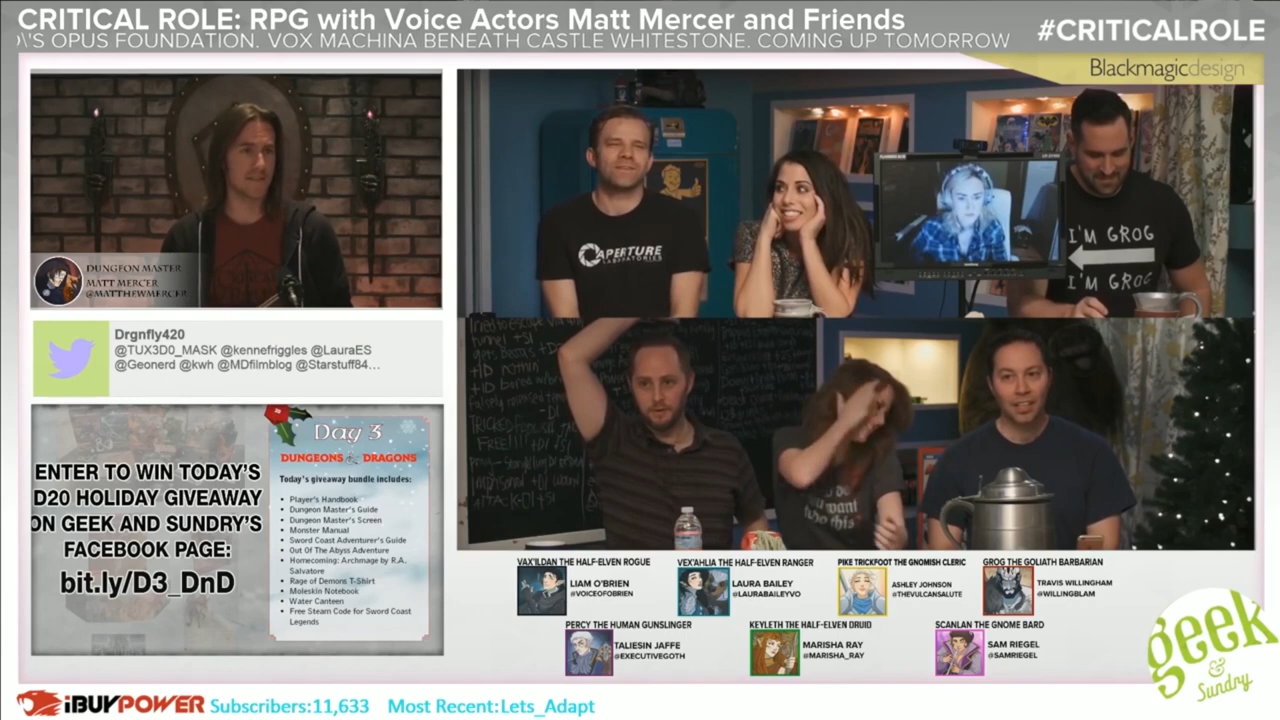 CRITICAL ROLE: RPG with Voice Actors Matt Mercer and Friends
'S OPUS FOUNDATION. VOX MACHINA BENEATH CASTLE WHITESTONE. COMING UP TOMORROW
#CRITICALROLE
Blackmagicdesign
DUNGEON MASTER
MATT MERCER
@MATTHEWMERCER
APERTURE
LABORATORIES
I'M GROG
I'M GROG
Drgnfly420
@TUX3D0_MASK @kennefriggles @LauraES
@Geonerd @kwh @MDfilmblog @Starstuff84...
ENTER TO WIN TODAY'S
D20 HOLIDAY GIVEAWAY
ON GEEK AND SUNDRY'S
FACEBOOK PAGE:
bit.ly/D3_DnD
Day 3
DUNGEONS & DRAGONS
Today's giveaway bundle includes:
• Player's Handbook
• Dungeon Master's Guide
• Dungeon Master's Screen
• Monster Manual
• Sword Coast Adventurer's Guide
• Out Of The Abyss Adventure
• Homecoming: Archmage by R.A.
Salvatore
• Rage of Demons T-Shirt
• Moleskin Notebook
• Water Canteen
• Free Steam Code for Sword Coast
Legends
want
this
VAX'ILDAN THE HALF-ELVEN ROGUE
LIAM O'BRIEN
@VOICEOFOBRIEN
VEX'AHLIA THE HALF-ELVEN RANGER
LAURA BAILEY
@LAURABAILEYVO
PIKE TRICKFOOT THE GNOMISH CLERIC
ASHLEY JOHNSON
@THEVULCANSALUTE
GROG THE GOLIATH BARBARIAN
TRAVIS WILLINGHAM
@WILLINGBLAM
PERCY THE HUMAN GUNSLINGER
TALIESIN JAFFE
@EXECUTIVEGOTH
KEYLETH THE HALF-ELVEN DRUID
MARISHA RAY
@MARISHA_RAY
SCANLAN THE GNOME BARD
SAM RIEGEL
@SAMRIEGEL
geek
&
Sundry
iBUYPOWER Subscribers:11,633 Most Recent:Lets_Adapt